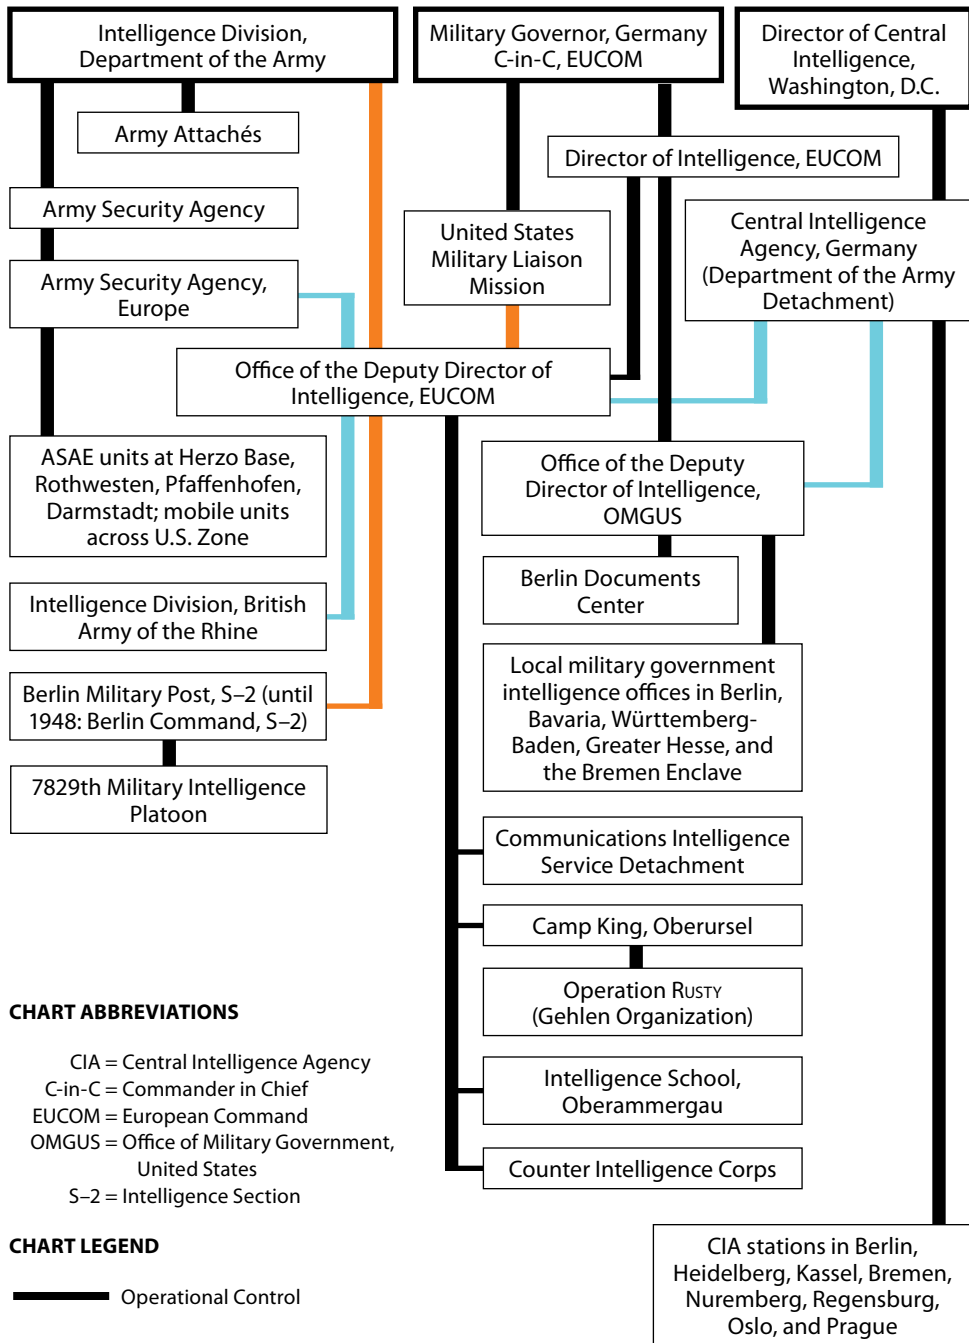 Intelligence Division,
Department of the Army
Military Governor, Germany
C-in-C, EUCOM
Director of Central
Intelligence,
Washington, D.C.
Army Attachés
Director of Intelligence, EUCOM
Army Security Agency
United States
Military Liaison
Mission
Central Intelligence
Agency, Germany
(Department of the Army
Detachment)
Army Security Agency,
Europe
Office of the Deputy Director of
Intelligence, EUCOM
ASAE units at Herzo Base,
Rothwesten, Pfaffenhofen,
Darmstadt; mobile units
across U.S. Zone
Office of the Deputy
Director of Intelligence,
OMGUS
Berlin Documents
Center
Intelligence Division, British
Army of the Rhine
Local military government
intelligence offices in Berlin,
Bavaria, Württemberg-
Baden, Greater Hesse, and
the Bremen Enclave
Berlin Military Post, S–2 (until
1948: Berlin Command, S–2)
7829th Military Intelligence
Platoon
Communications Intelligence
Service Detachment
Camp King, Oberursel
Operation Rusty
(Gehlen Organization)
Intelligence School,
Oberammergau
Counter Intelligence Corps
CIA stations in Berlin,
Heidelberg, Kassel, Bremen,
Nuremberg, Regensburg,
Oslo, and Prague
CHART ABBREVIATIONS
CIA = Central Intelligence Agency
C-in-C = Commander in Chief
EUCOM = European Command
OMGUS = Office of Military Government,
United States
S–2 = Intelligence Section
CHART LEGEND
Operational Control